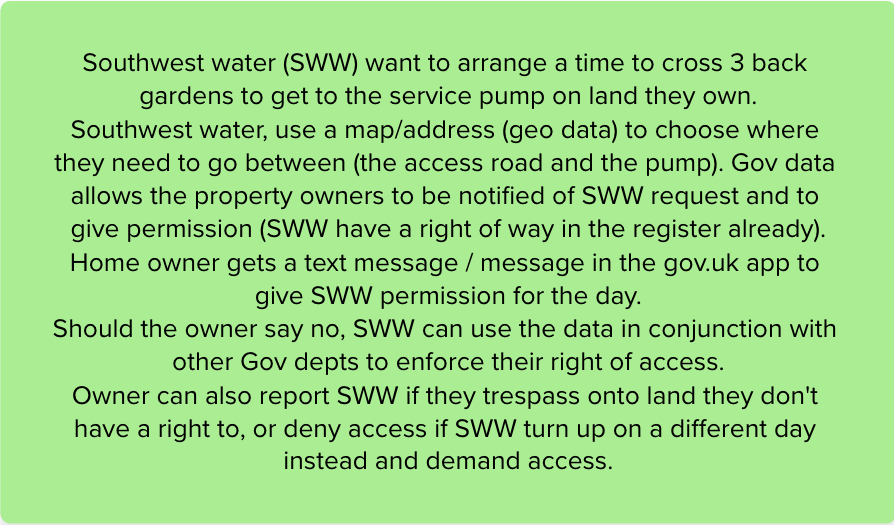 Southwest water (SWW) want to arrange a time to cross 3 back
gardens to get to the service pump on land they own.
Southwest water, use a map/address (geo data) to choose where
they need to go between (the access road and the pump). Gov data
allows the property owners to be notified of SWW request and to
give permission (SWW have a right of way in the register already).
Home owner gets a text message / message in the gov.uk app to
give SWW permission for the day.
Should the owner say no, SWW can use the data in conjunction with
other Gov depts to enforce their right of access.
Owner can also report SWW if they trespass onto land they don't
have a right to, or deny access if SWW turn up on a different day
instead and demand access.